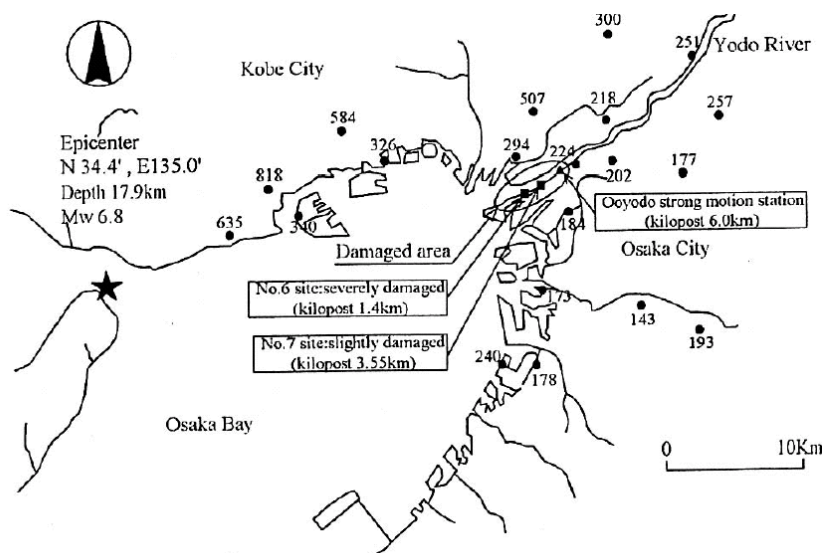 300
251
Yodo River
Kobe City
507
218
257
584
Epicenter
N 34.4' , E135.0'
Depth 17.9km
Mw 6.8
326
294
224
202
177
818
Ooyodo strong motion station
(kilopost 6.0km)
340
184
635
Damaged area
Osaka City
No.6 site:severely damaged
(kilopost 1.4km)
173
143
193
No.7 site:slightly damaged
(kilopost 3.55km)
240
178
Osaka Bay
0 10Km